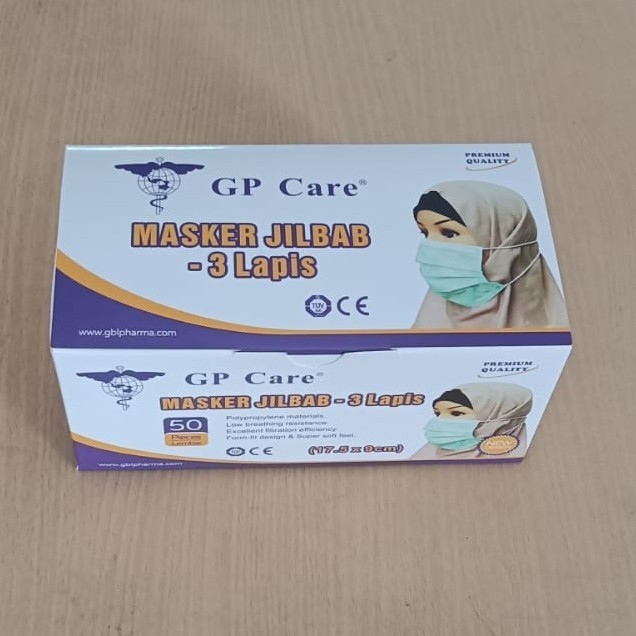 PREMIUM
QUALITY
GP Care®
MASKER JILBAB
- 3 Lapis
TUV
CE
www.gblpharma.com
PREMIUM
QUALITY
GP Care®
MASKER JILBAB - 3 Lapis
50
Pieces
Lembar
Polypropylene materials
Low breathing resistance
Excellent filtration efficiency
Form-fit design & Super soft feel.
CE
(17.5 x 9cm)
NEW
www.gblpharma.com